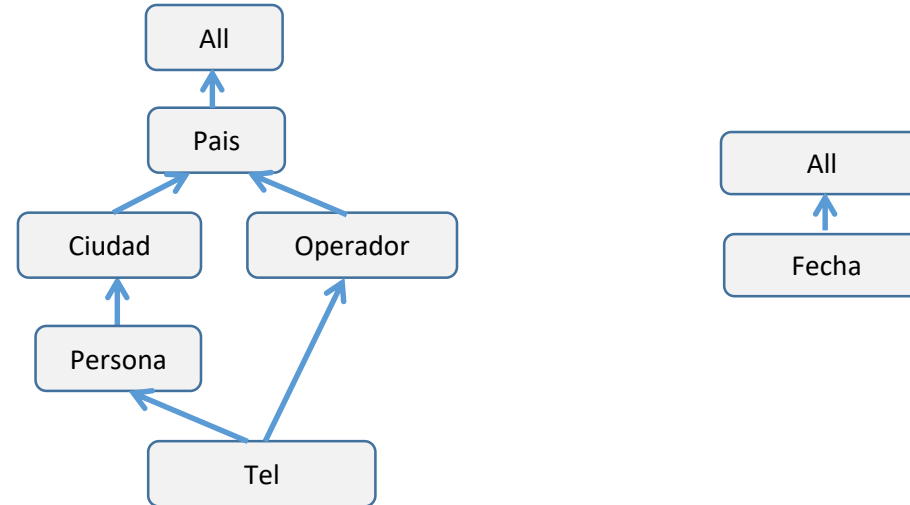 All
Pais
Ciudad
Operador
Persona
Tel
All
Fecha